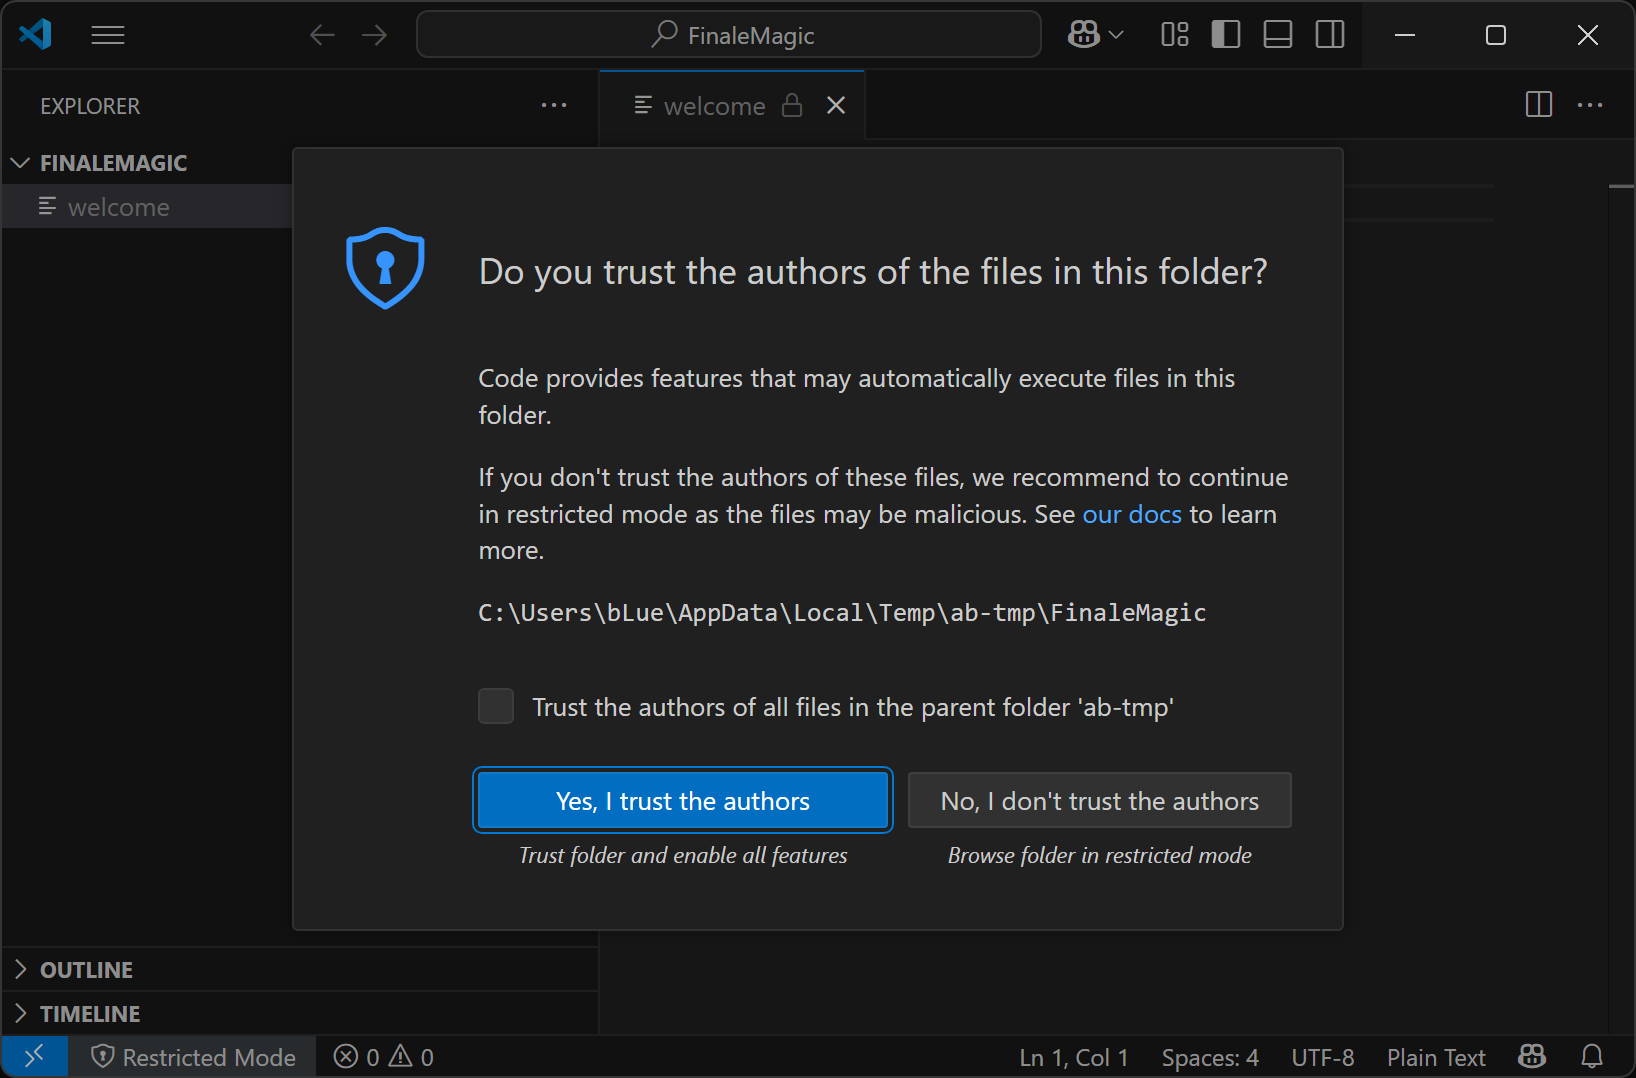 FinaleMagic
EXPLORER
welcome
FINALEMAGIC
welcome
Do you trust the authors of the files in this folder?
Code provides features that may automatically execute files in this
folder.
If you don't trust the authors of these files, we recommend to continue
in restricted mode as the files may be malicious. See our docs to learn
more.
C:\Users\bLue\AppData\Local\Temp\ab-tmp\FinaleMagic
Trust the authors of all files in the parent folder 'ab-tmp'
Yes, I trust the authors
No, I don't trust the authors
Trust folder and enable all features
Browse folder in restricted mode
OUTLINE
TIMELINE
Restricted Mode 0 0 Ln 1, Col 1 Spaces: 4 UTF-8 Plain Text